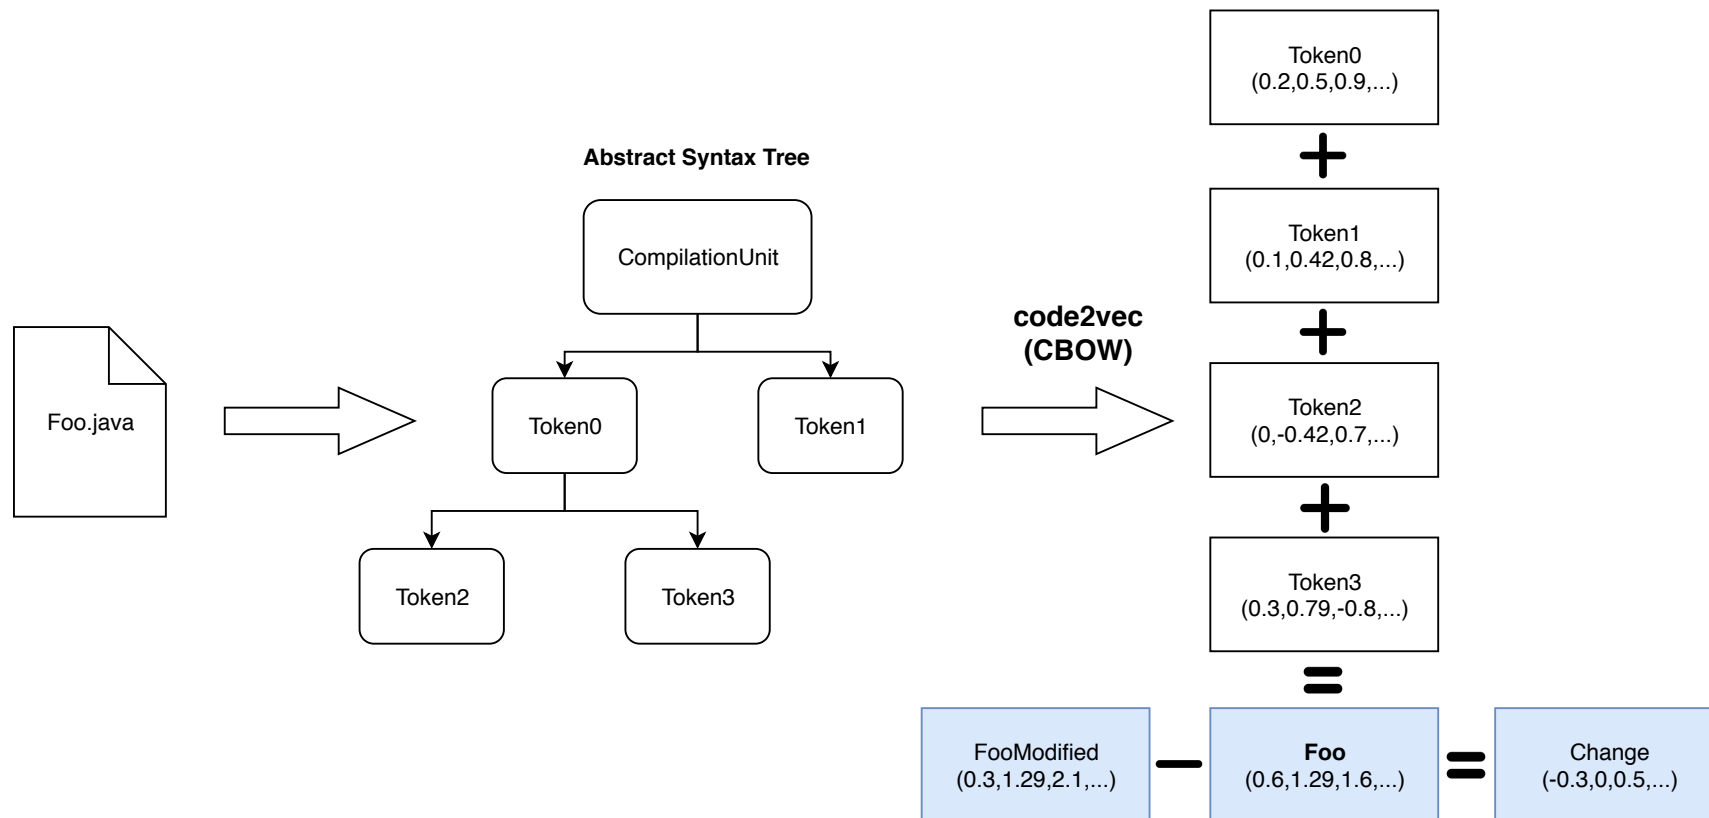 Foo.java
Abstract Syntax Tree
CompilationUnit
Token0
Token1
Token2
Token3
code2vec
(CBOW)
Token0
(0.2,0.5,0.9,...)
+
Token1
(0.1,0.42,0.8,...)
+
Token2
(0,-0.42,0.7,...)
+
Token3
(0.3,0.79,-0.8,...)
=
FooModified
(0.3,1.29,2.1,...)
−
Foo
(0.6,1.29,1.6,...)
=
Change
(-0.3,0,0.5,...)